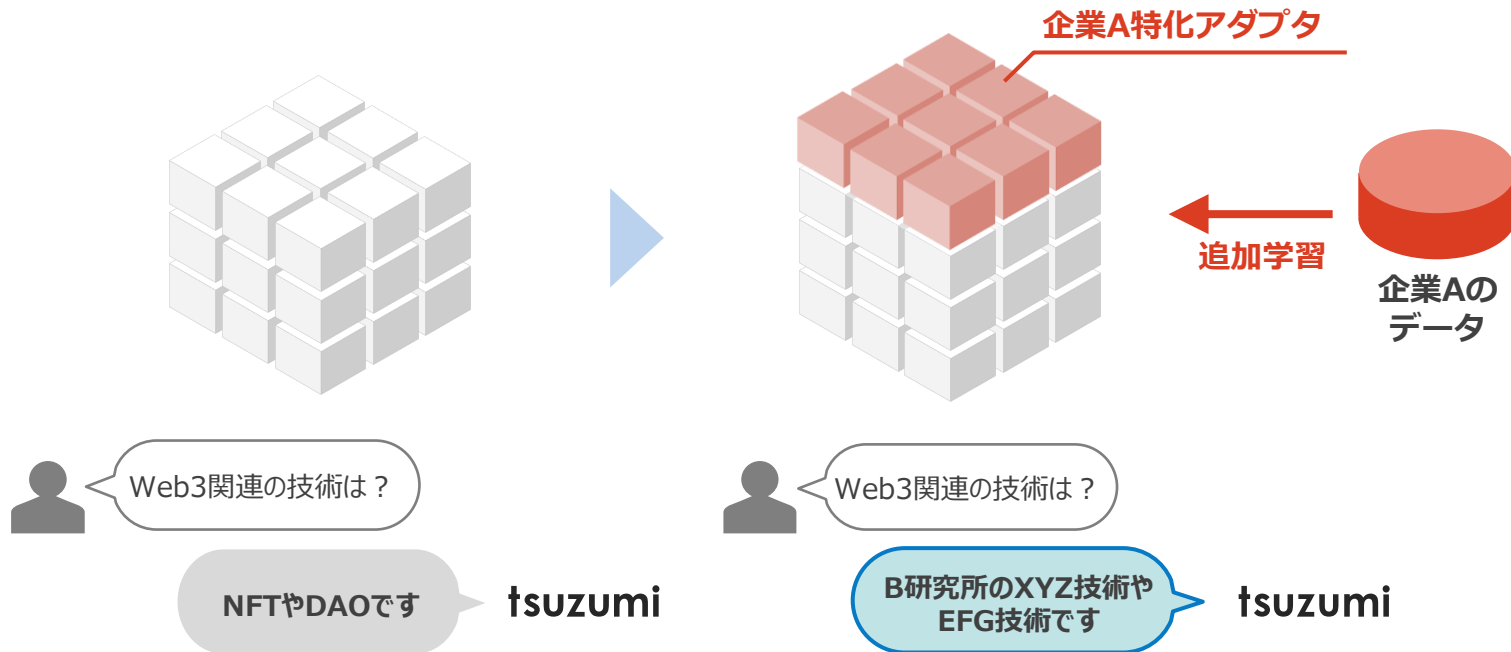 企業A特化アダプタ
追加学習
企業Aの
データ
Web3関連の技術は？
NFTやDAOです
tsuzumi
Web3関連の技術は？
B研究所のXYZ技術や
EFG技術です
tsuzumi